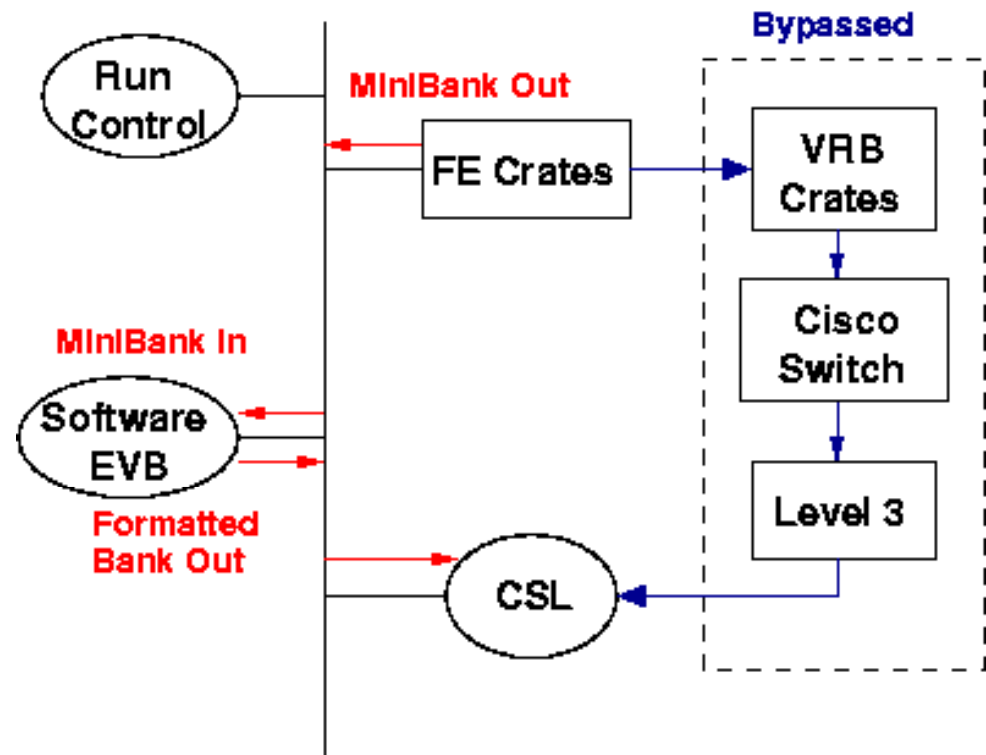 Bypassed
Run
Control
MiniBank Out
FE Crates
VRB
Crates
Cisco
Switch
MiniBank In
Software
EVB
Level 3
Formatted
Bank Out
CSL